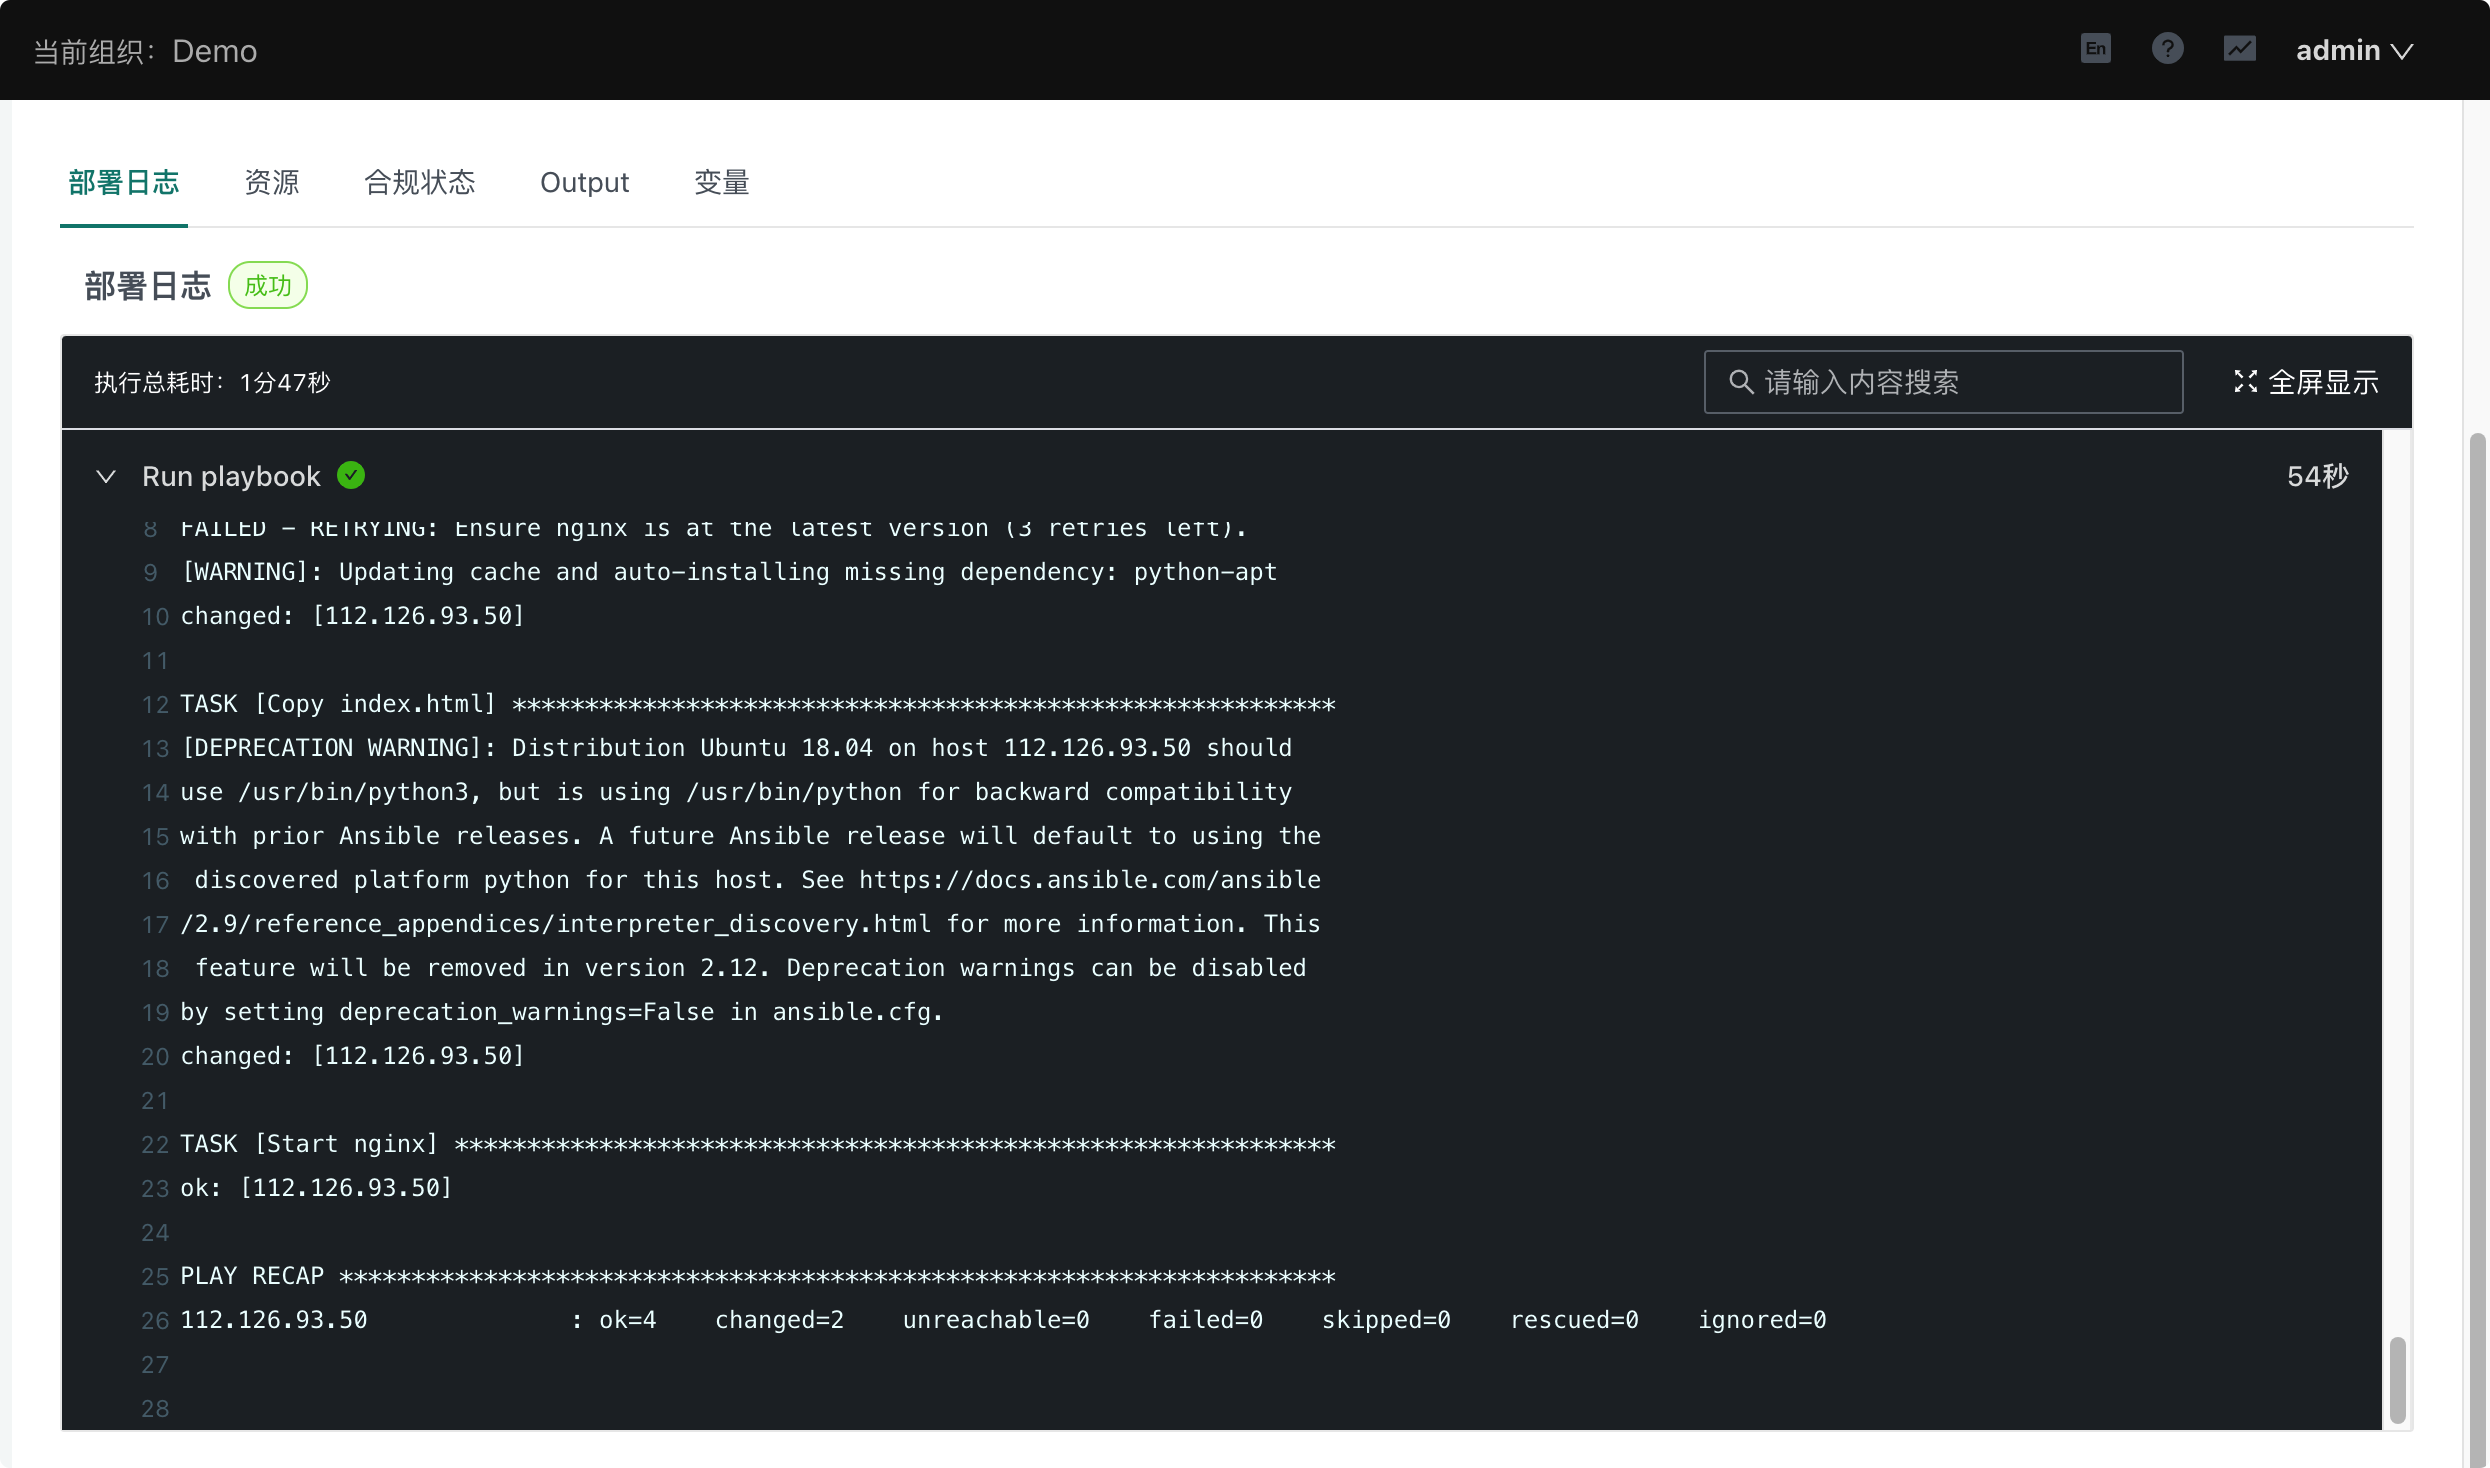 当前组织：Demo
En
admin
部署日志 资源 合规状态 Output 变量
部署日志 成功
执行总耗时：1分47秒 请输入内容搜索 全屏显示
Run playbook 54秒
8 FAILED - RETRYING: Ensure nginx is at the latest version (3 retries left).
9 [WARNING]: Updating cache and auto-installing missing dependency: python-apt
10 changed: [112.126.93.50]
11
12 TASK [Copy index.html] *********************************************************
13 [DEPRECATION WARNING]: Distribution Ubuntu 18.04 on host 112.126.93.50 should
14 use /usr/bin/python3, but is using /usr/bin/python for backward compatibility
15 with prior Ansible releases. A future Ansible release will default to using the
16 discovered platform python for this host. See https://docs.ansible.com/ansible
17 /2.9/reference_appendices/interpreter_discovery.html for more information. This
18 feature will be removed in version 2.12. Deprecation warnings can be disabled
19 by setting deprecation_warnings=False in ansible.cfg.
20 changed: [112.126.93.50]
21
22 TASK [Start nginx] *************************************************************
23 ok: [112.126.93.50]
24
25 PLAY RECAP *********************************************************************
26 112.126.93.50 : ok=4 changed=2 unreachable=0 failed=0 skipped=0 rescued=0 ignored=0
27
28